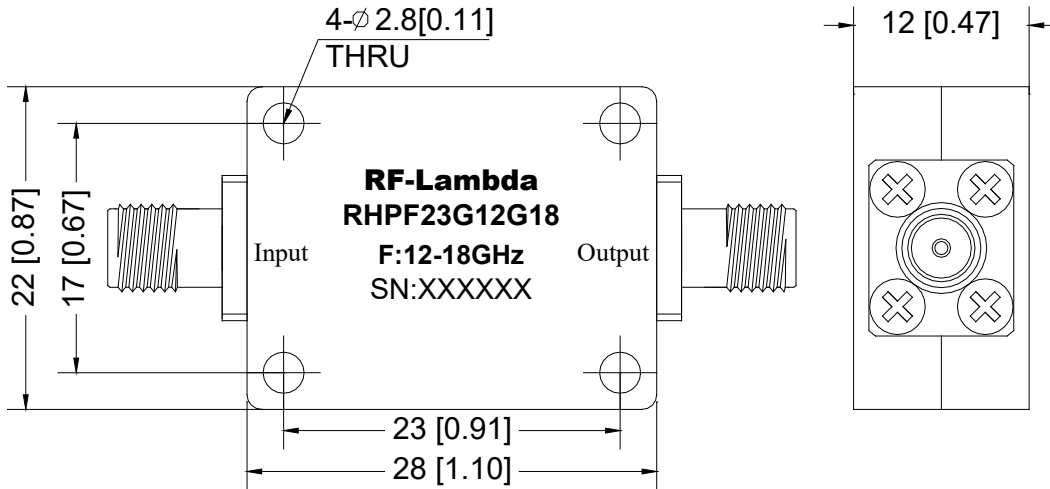 4-⌀ 2.8[0.11]
THRU
12 [0.47]
22 [0.87]
17 [0.67]
RF-Lambda
RHPF23G12G18
Input
F:12-18GHz
Output
SN:XXXXXX
23 [0.91]
28 [1.10]